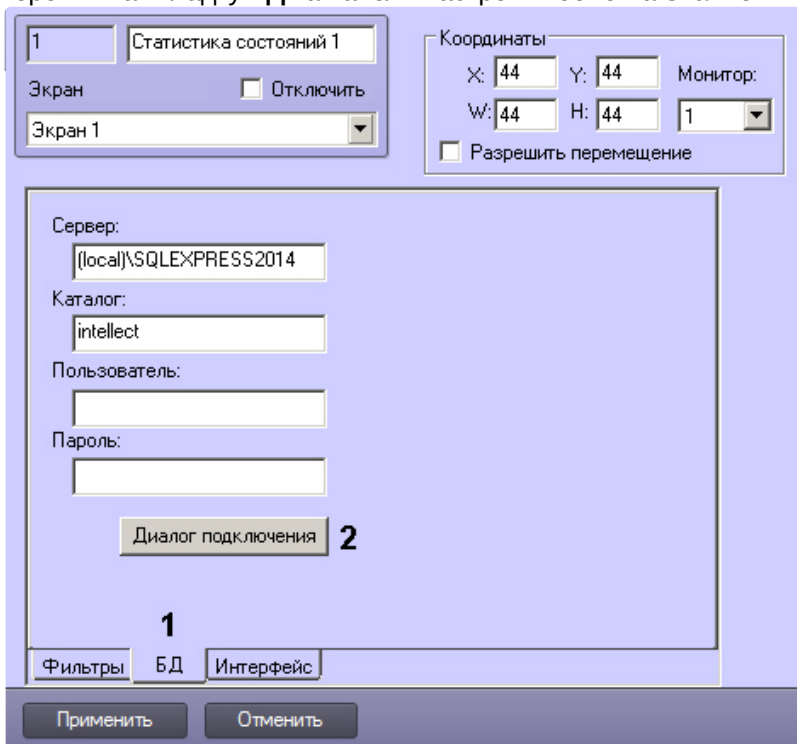 1 Статистика состояний 1
Экран Отключить
Экран 1
Координаты
X: 44 Y: 44 Монитор:
W: 44 H: 44 1
Разрешить перемещение
Сервер:
(local)\SQLEXPRESS2014
Каталог:
intellect
Пользователь:
Пароль:
Диалог подключения 2
1
Фильтры БД Интерфейс
Применить Отменить